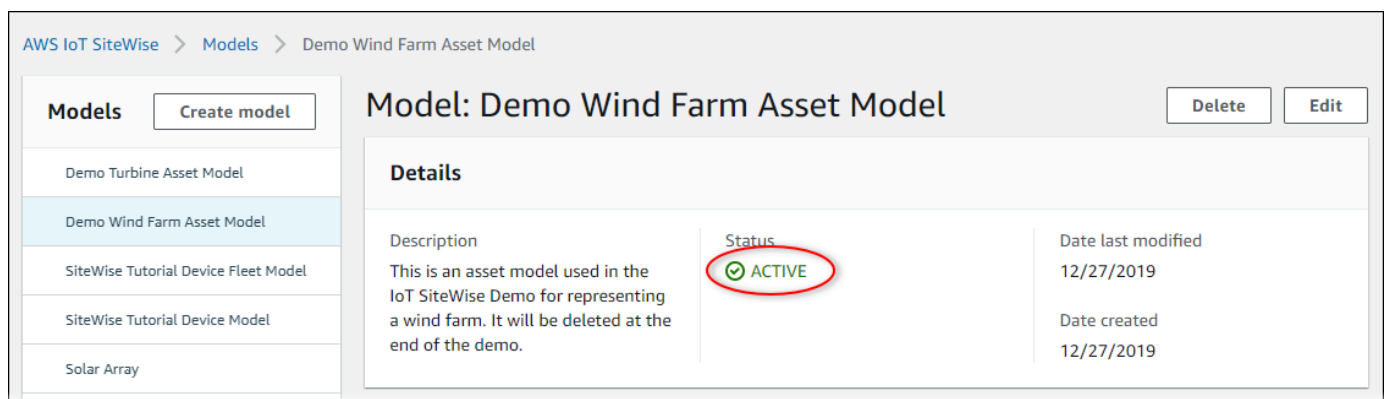 AWS IoT SiteWise > Models > Demo Wind Farm Asset Model
Models
Create model
Demo Turbine Asset Model
Demo Wind Farm Asset Model
SiteWise Tutorial Device Fleet Model
SiteWise Tutorial Device Model
Solar Array
Model: Demo Wind Farm Asset Model
Delete
Edit
Details
Description
This is an asset model used in the
IoT SiteWise Demo for representing
a wind farm. It will be deleted at the
end of the demo.
Status
ACTIVE
Date last modified
12/27/2019
Date created
12/27/2019